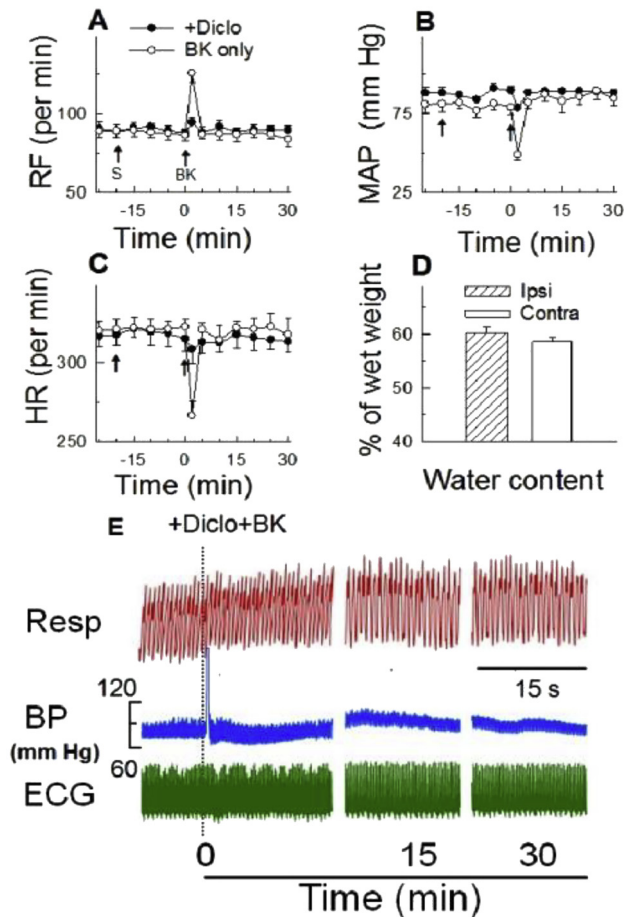 A
+Diclo
BK only
RF (per min)
100
50
S
BK
-15 0 15 30
Time (min)
B
MAP (mm Hg)
75
25
-15 0 15 30
Time (min)
C
HR (per min)
300
250
-15 0 15 30
Time (min)
D
Ipsi
Contra
% of wet weight
60
50
40
Water content
E
+Diclo+BK
Resp
15 s
120
BP
(mm Hg)
60
ECG
0 15 30
Time (min)